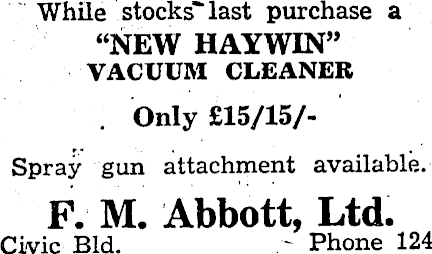 While stocks last purchase a
“NEW HAYWIN”
VACUUM CLEANER
Only £15/15/-
Spray gun attachment available.
F. M. Abbott, Ltd.
Civic Bld. - Phone 124